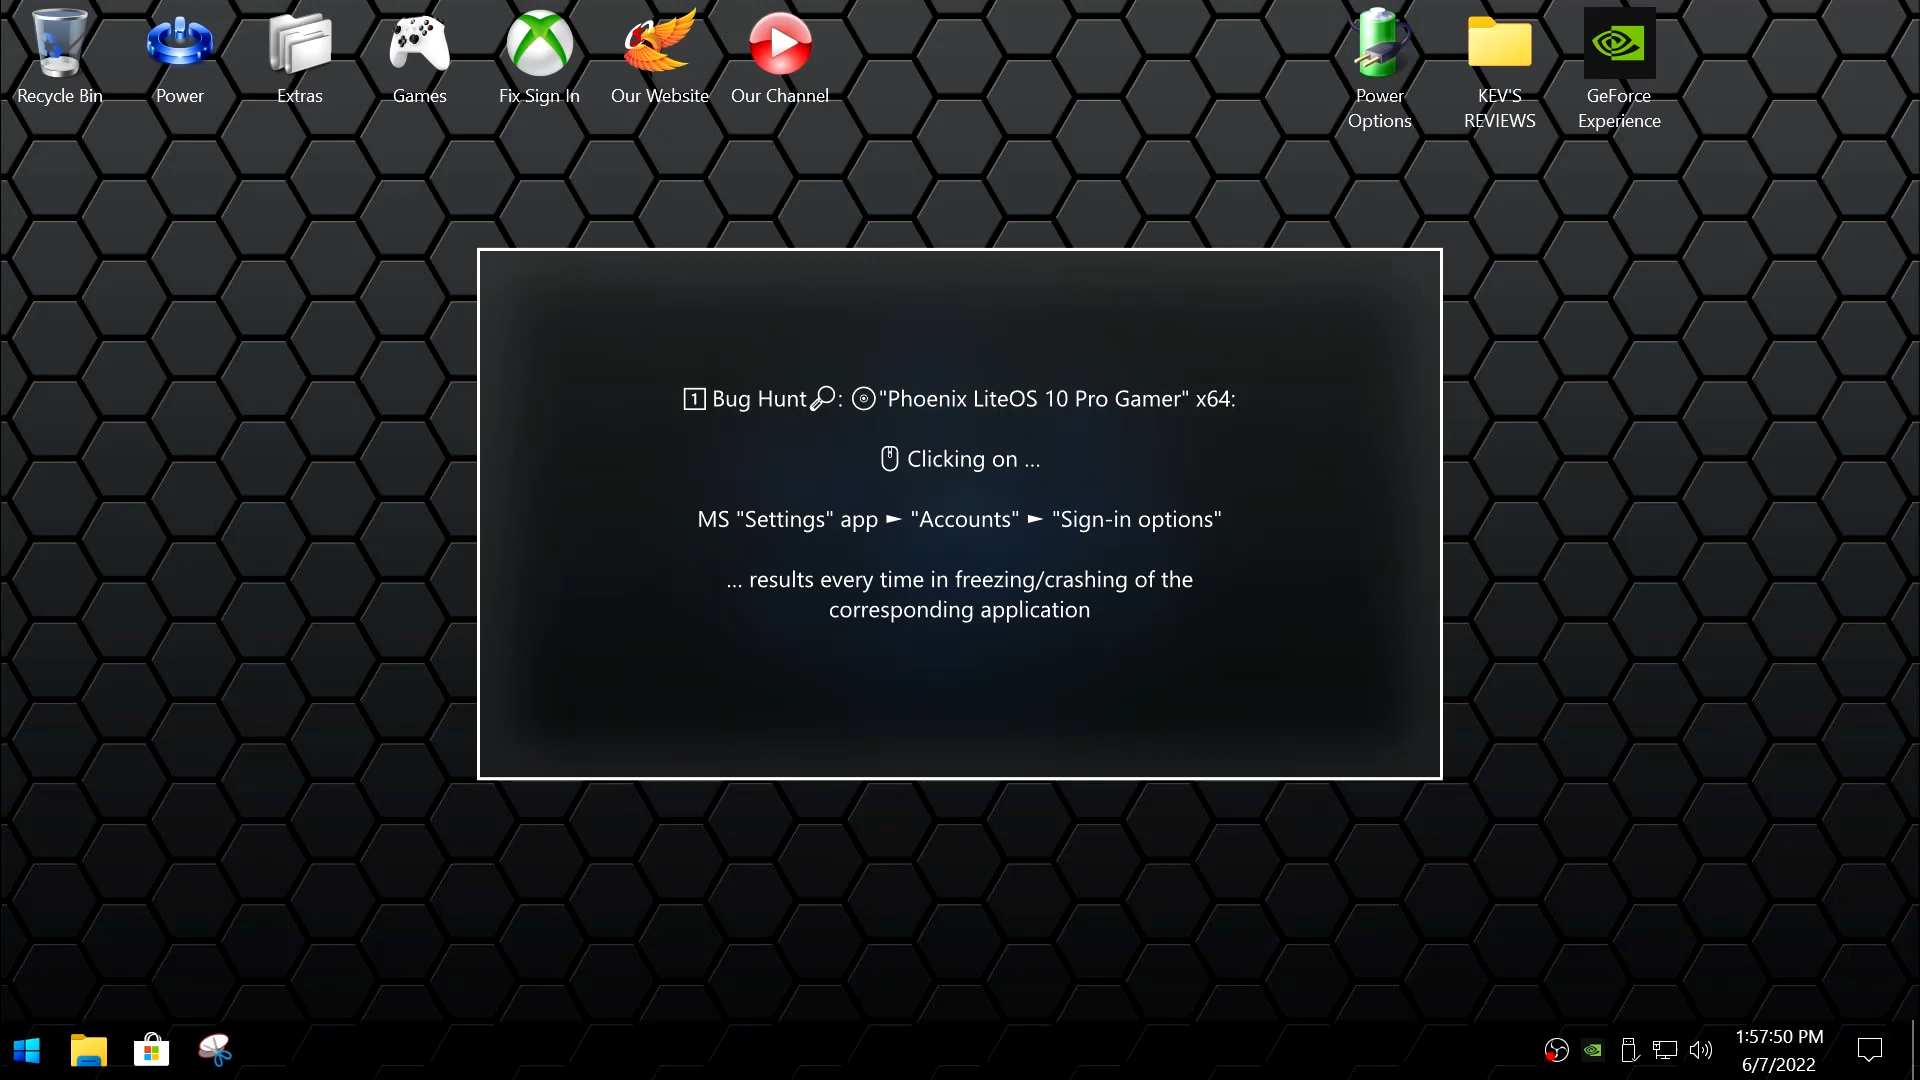 Recycle Bin
Power
Extras
Games
Fix Sign In
Our Website
Our Channel
Power
Options
KEV'S
REVIEWS
GeForce
Experience
1 Bug Hunt🔎: "Phoenix LiteOS 10 Pro Gamer" x64:
Clicking on ...
MS "Settings" app ► "Accounts" ► "Sign-in options"
... results every time in freezing/crashing of the
corresponding application
1:57:50 PM
6/7/2022